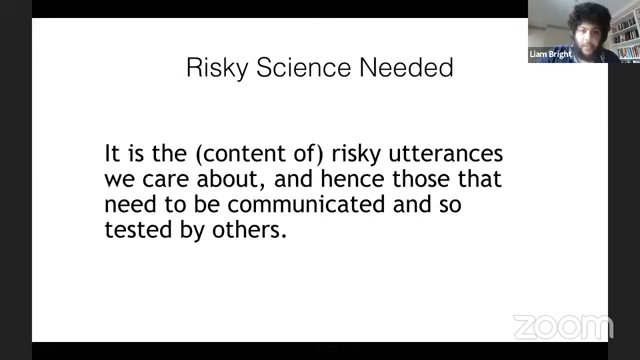 Liam Bright
Risky Science Needed
It is the (content of) risky utterances
we care about, and hence those that
need to be communicated and so
tested by others.
zoom